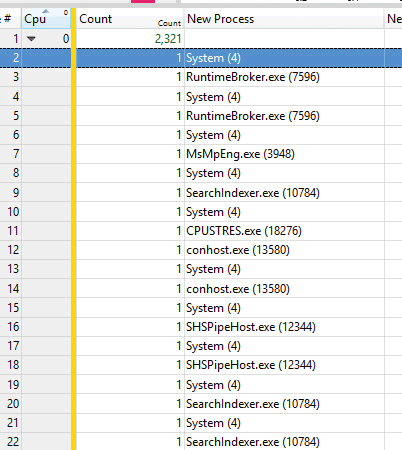 # Cpu 0 Count Count New Process Ne
1 0 2,321
2 1 System (4)
3 1 RuntimeBroker.exe (7596)
4 1 System (4)
5 1 RuntimeBroker.exe (7596)
6 1 System (4)
7 1 MsMpEng.exe (3948)
8 1 System (4)
9 1 SearchIndexer.exe (10784)
10 1 System (4)
11 1 CPUSTRES.exe (18276)
12 1 conhost.exe (13580)
13 1 System (4)
14 1 conhost.exe (13580)
15 1 System (4)
16 1 SHSPipeHost.exe (12344)
17 1 System (4)
18 1 SHSPipeHost.exe (12344)
19 1 System (4)
20 1 SearchIndexer.exe (10784)
21 1 System (4)
22 1 SearchIndexer.exe (10784)